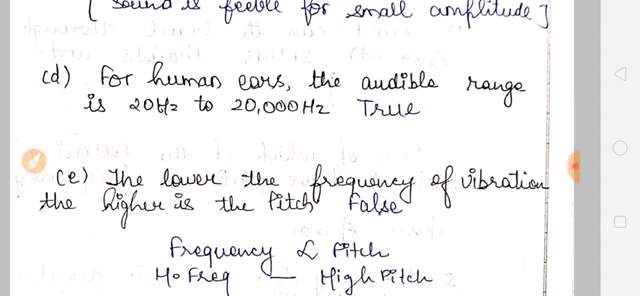 [ Sound is feeble for small amplitude ]
(d) For human ears, the audible range
is 20Hz to 20,000Hz True
(e) The lower the frequency of vibration
the higher is the Pitch False
Frequency ∝ Pitch
Ho Freq — High Pitch